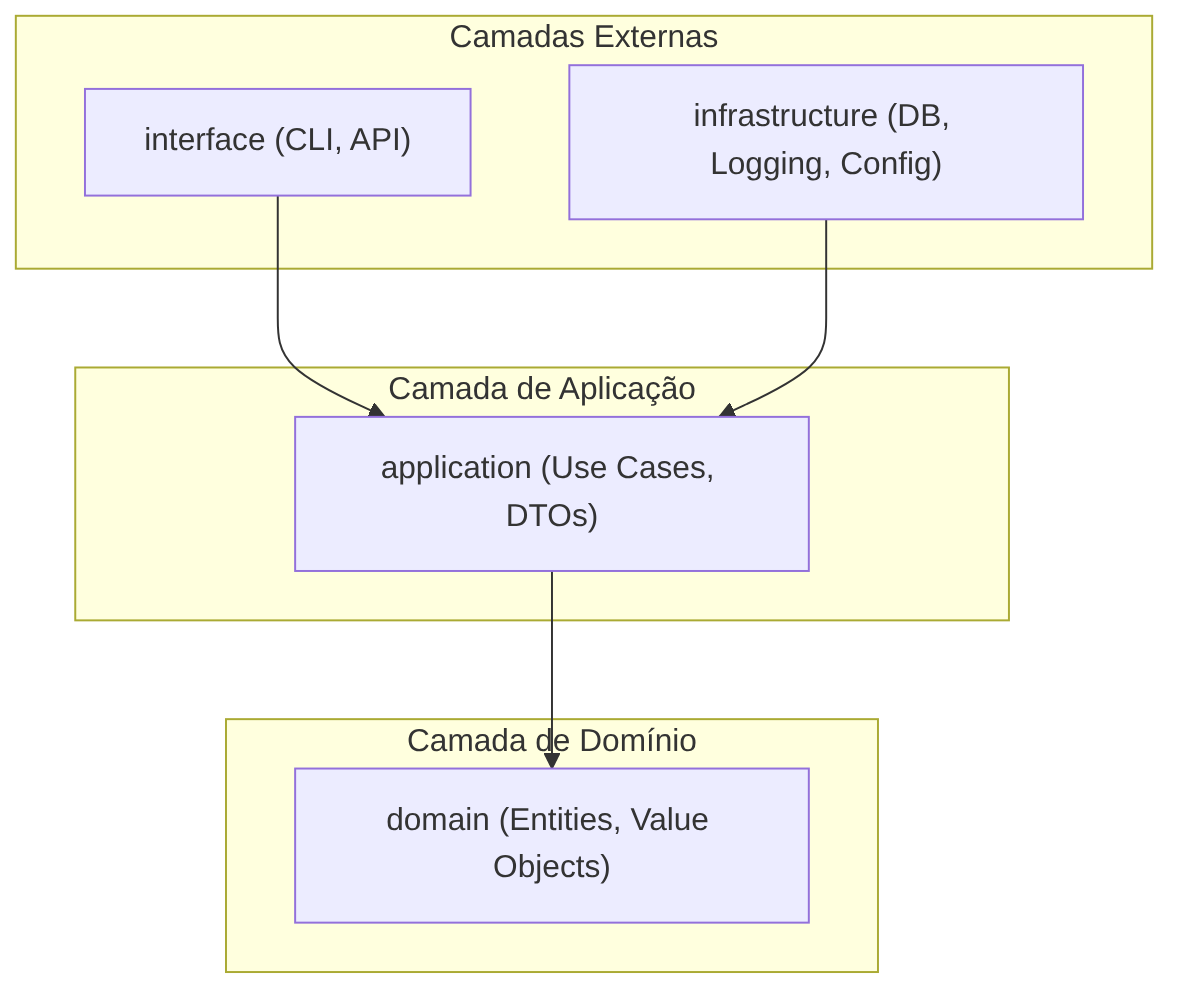 Camadas Externas
interface (CLI, API)
infrastructure (DB,
Logging, Config)
Camada de Aplicação
application (Use Cases,
DTOs)
Camada de Domínio
domain (Entities, Value
Objects)